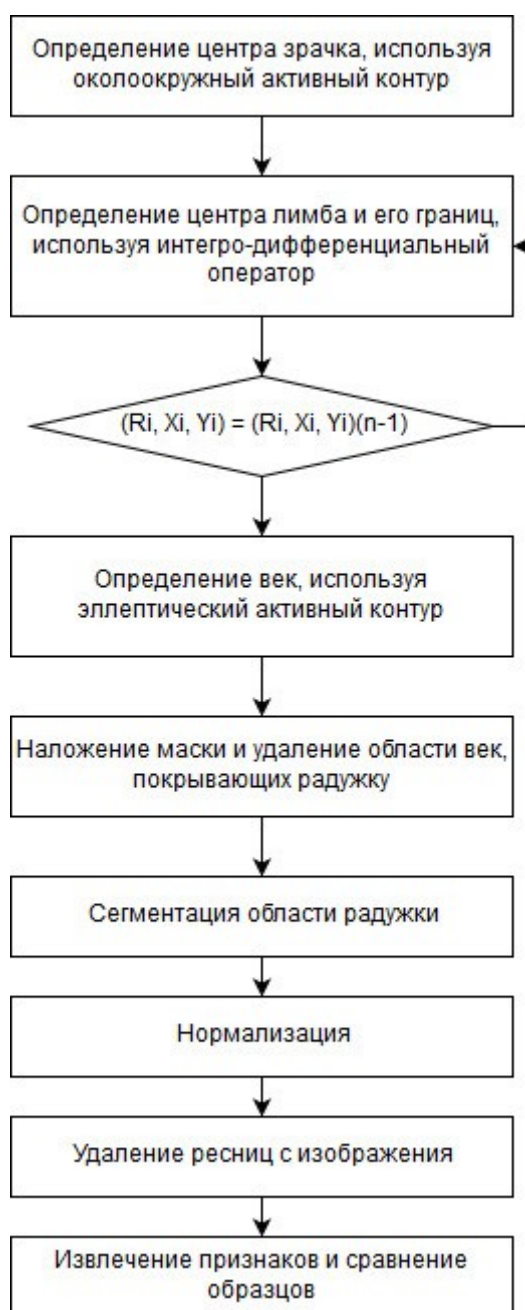 Определение центра зрачка, используя
околоокружный активный контур
Определение центра лимба и его границ,
используя интегро-дифференциальный
оператор
(Ri, Xi, Yi) = (Ri, Xi, Yi)(n-1)
Определение век, используя
эллептический активный контур
Наложение маски и удаление области век,
покрывающих радужку
Сегментация области радужки
Нормализация
Удаление ресниц с изображения
Извлечение признаков и сравнение
образцов